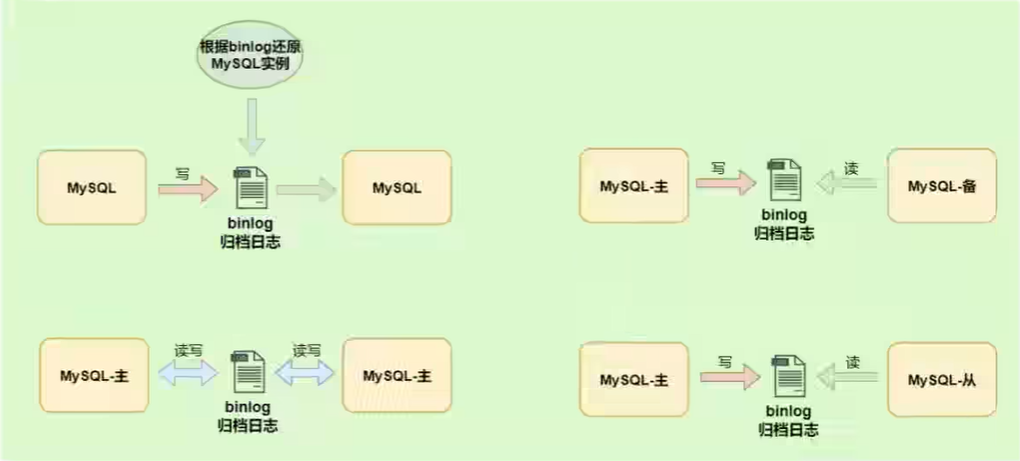 根据binlog还原
MySQL实例
MySQL
写
binlog
归档日志
MySQL
MySQL-主
写
binlog
归档日志
读
MySQL-备
MySQL-主
读写
binlog
归档日志
读写
MySQL-主
MySQL-主
写
binlog
归档日志
读
MySQL-从